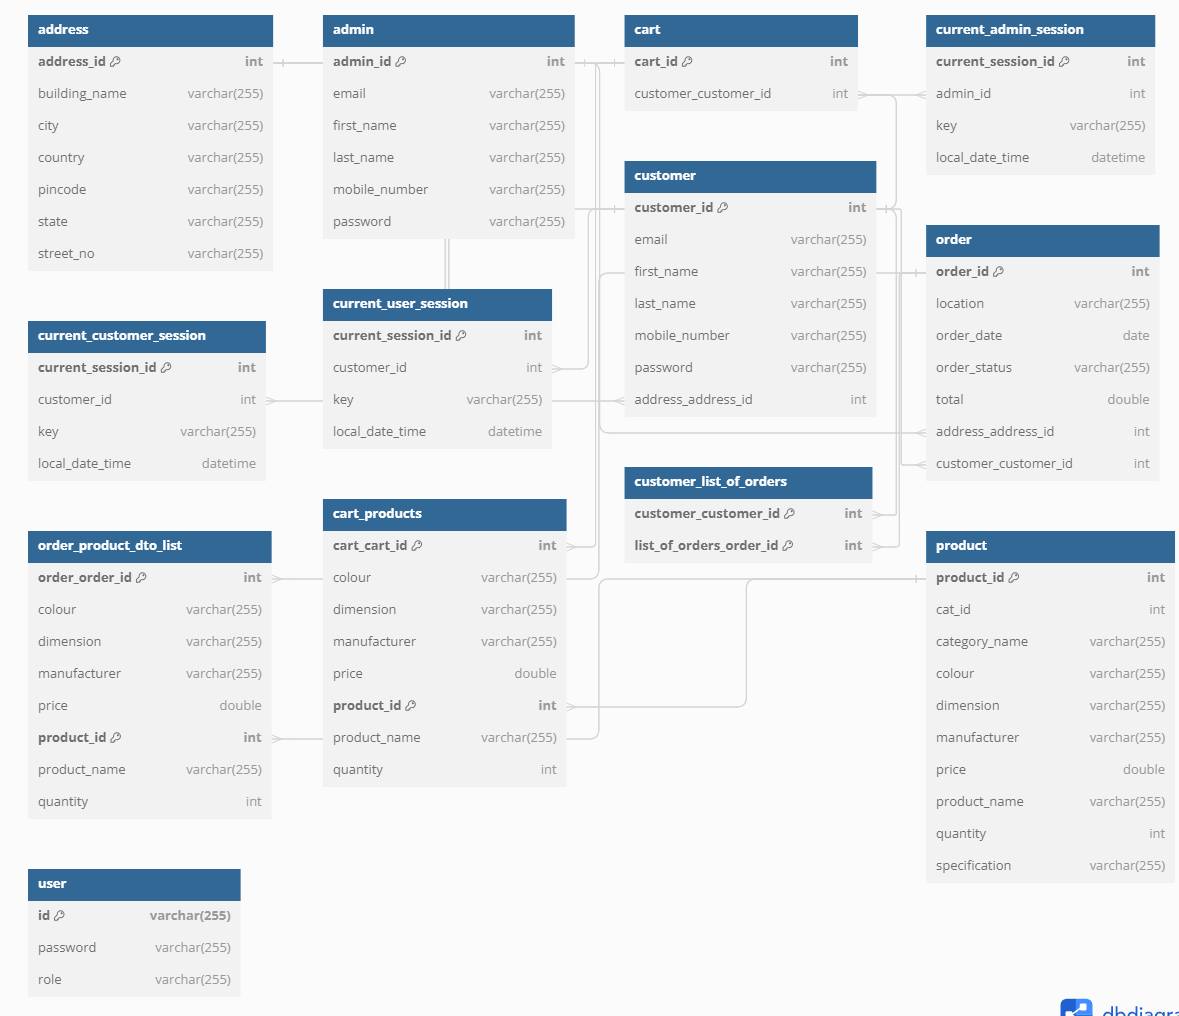 address
address_id int
building_name varchar(255)
city varchar(255)
country varchar(255)
pincode varchar(255)
state varchar(255)
street_no varchar(255)
admin
admin_id int
email varchar(255)
first_name varchar(255)
last_name varchar(255)
mobile_number varchar(255)
password varchar(255)
cart
cart_id int
customer_customer_id int
current_admin_session
current_session_id int
admin_id int
key varchar(255)
local_date_time datetime
customer
customer_id int
email varchar(255)
first_name varchar(255)
last_name varchar(255)
mobile_number varchar(255)
password varchar(255)
address_address_id int
order
order_id int
location varchar(255)
order_date date
order_status varchar(255)
total double
address_address_id int
customer_customer_id int
current_user_session
current_session_id int
customer_id int
key varchar(255)
local_date_time datetime
current_customer_session
current_session_id int
customer_id int
key varchar(255)
local_date_time datetime
customer_list_of_orders
customer_customer_id int
list_of_orders_order_id int
cart_products
cart_cart_id int
colour varchar(255)
dimension varchar(255)
manufacturer varchar(255)
price double
product_id int
product_name varchar(255)
quantity int
order_product_dto_list
order_order_id int
colour varchar(255)
dimension varchar(255)
manufacturer varchar(255)
price double
product_id int
product_name varchar(255)
quantity int
product
product_id int
cat_id int
category_name varchar(255)
colour varchar(255)
dimension varchar(255)
manufacturer varchar(255)
price double
product_name varchar(255)
quantity int
specification varchar(255)
user
id varchar(255)
password varchar(255)
role varchar(255)